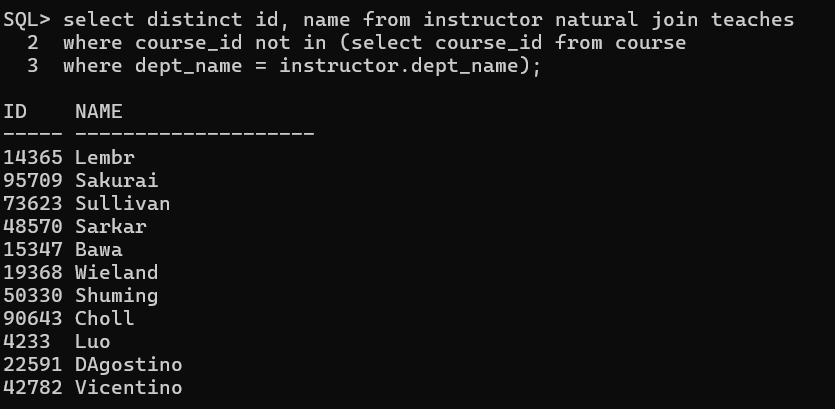 SQL> select distinct id, name from instructor natural join teaches
  2  where course_id not in (select course_id from course
  3  where dept_name = instructor.dept_name);
ID    NAME
----- --------------------
14365 Lembr
95709 Sakurai
73623 Sullivan
48570 Sarkar
15347 Bawa
19368 Wieland
50330 Shuming
90643 Choll
4233  Luo
22591 DAgostino
42782 Vicentino